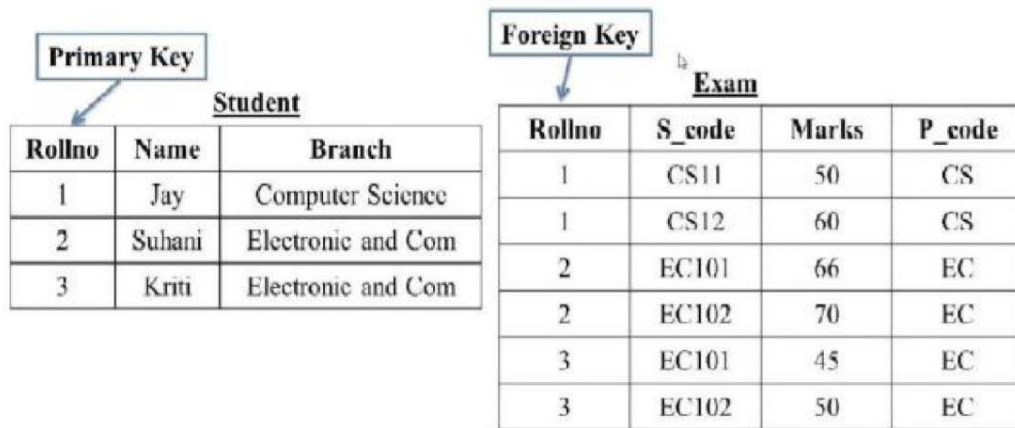 Primary Key
Student
Rollno Name Branch
1 Jay Computer Science
2 Suhani Electronic and Com
3 Kriti Electronic and Com
Foreign Key
Exam
Rollno S_code Marks P_code
1 CS11 50 CS
1 CS12 60 CS
2 EC101 66 EC
2 EC102 70 EC
3 EC101 45 EC
3 EC102 50 EC